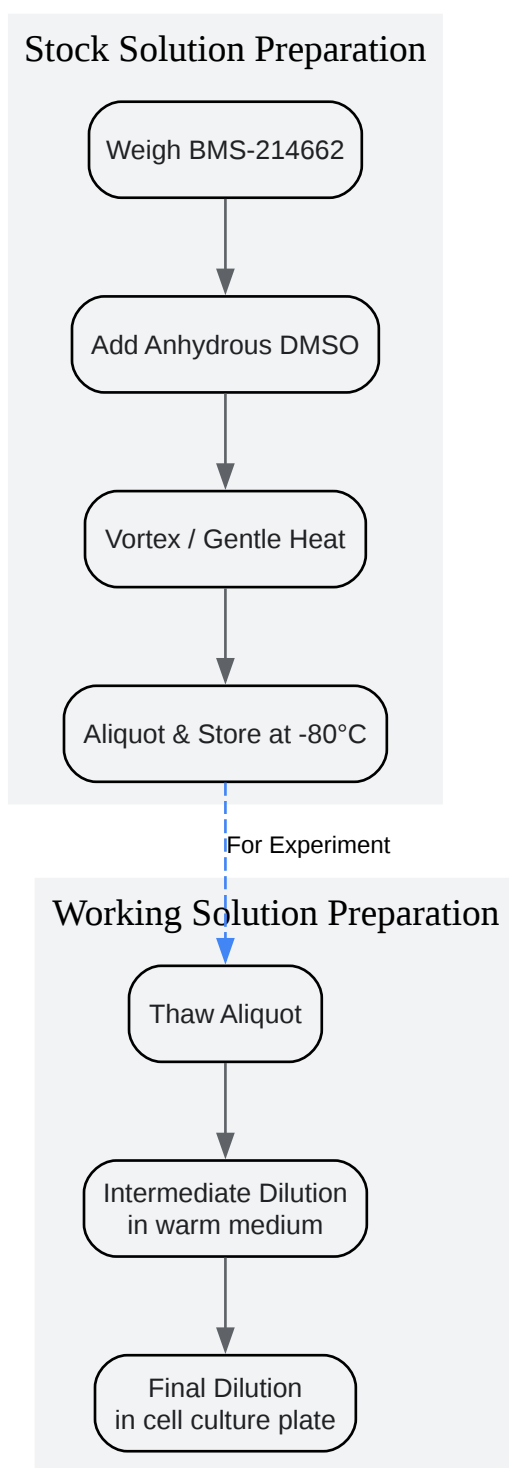 Stock Solution Preparation
Weigh BMS-214662
Add Anhydrous DMSO
Vortex / Gentle Heat
Aliquot & Store at -80°C
For Experiment
Working Solution Preparation
Thaw Aliquot
Intermediate Dilution
in warm medium
Final Dilution
in cell culture plate